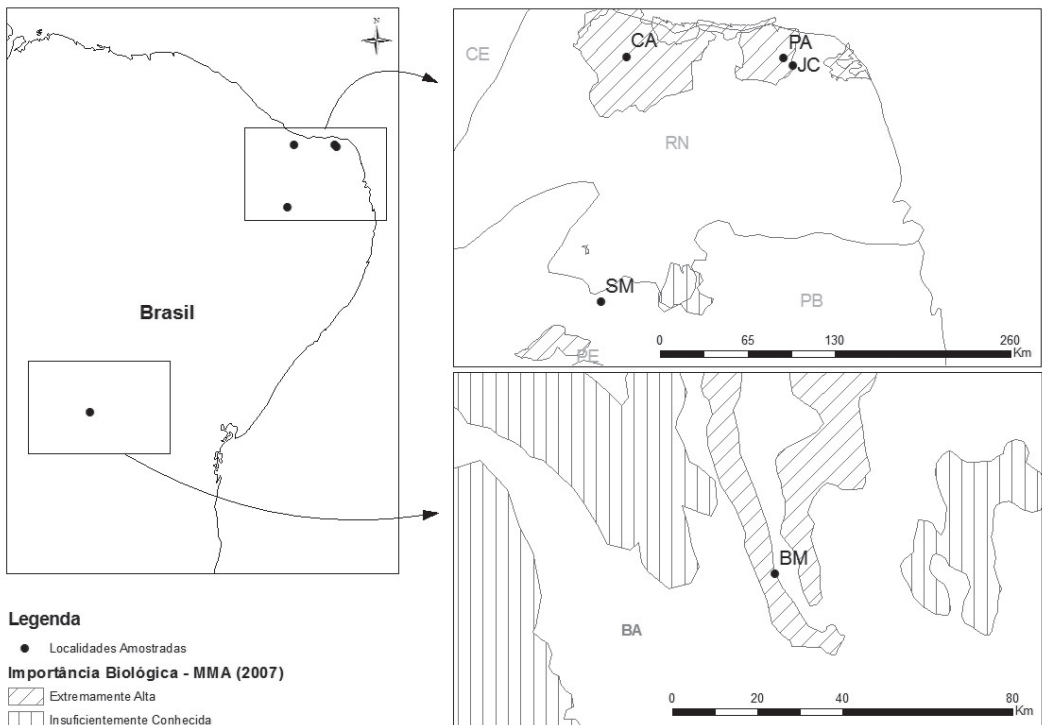 N
Brasil
CE
CA
PA
JC
RN
SM
PB
PE
0 65 130 260
Km
BM
BA
0 20 40 80
Km
Legenda
Localidades Amostradas
Importância Biológica - MMA (2007)
Extremamente Alta
Insuficientemente Conhecida